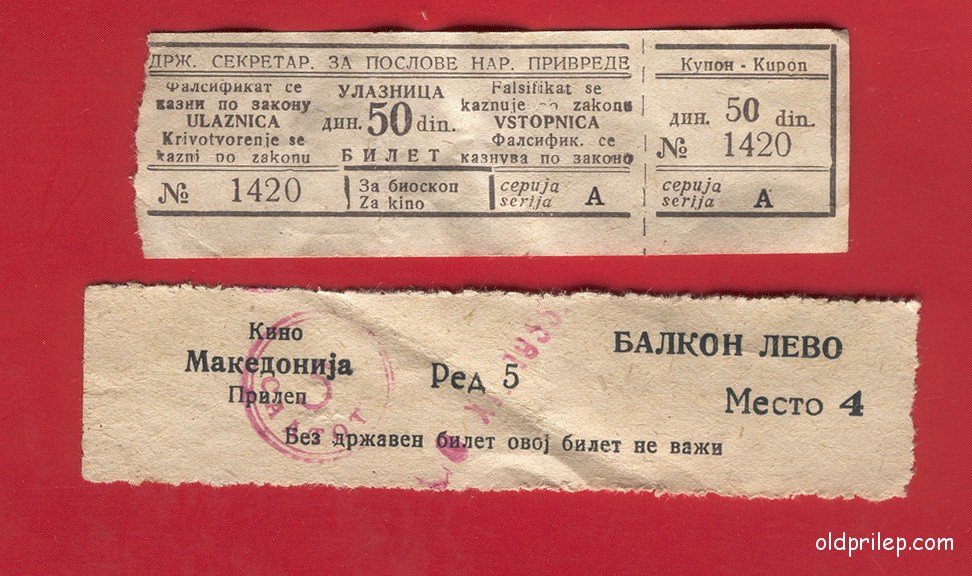 ДРЖ. СЕКРЕТАР. ЗА ПОСЛОВЕ НАР. ПРИВРЕДЕ
Фалсификат се
казни по закону
ULAZNICA
Krivotvorenje se
kazni po zakonu
УЛАЗНИЦА
дин. 50 din.
БИЛЕТ
Falsifikat se
kaznuje po zakonu
VSTOPNICA
Фалсифик. се
казнува по законо
№ 1420
За биоскоп
Za kino
серија
serija А
Купон - Kupon
дин. 50 din.
№ 1420
серија
serija А
Кино
Македонија
Прилеп
Ред 5
БАЛКОН ЛЕВО
Место 4
Без државен билет овој билет не важи
oldprilep.com